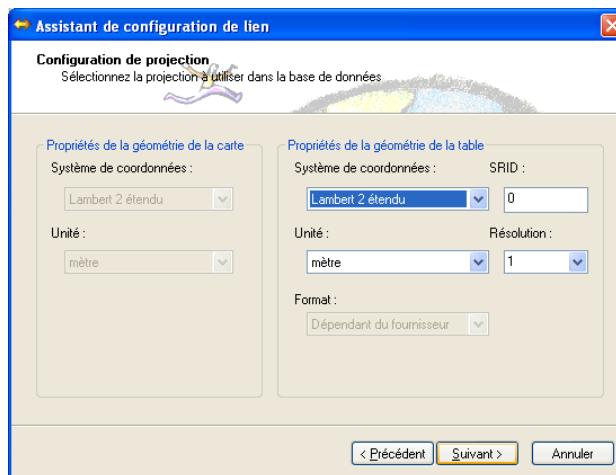 Assistant de configuration de lien
Configuration de projection
Sélectionnez la projection à utiliser dans la base de données
Propriétés de la géométrie de la carte
Système de coordonnées :
Lambert 2 étendu
Unité :
mètre
Propriétés de la géométrie de la table
Système de coordonnées :
SRID :
Lambert 2 étendu
0
Unité :
Résolution :
mètre
1
Format :
Dépendant du fournisseur
< Précédent
Suivant >
Annuler